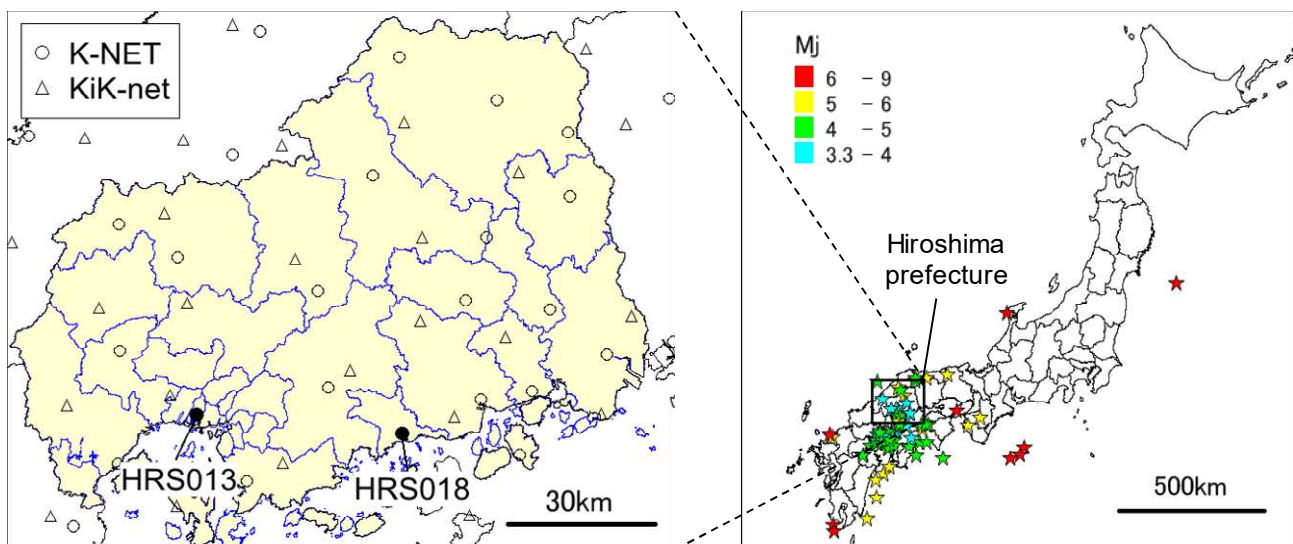 K-NET
KiK-net
HRS013
HRS018
30km
Mj
6 - 9
5 - 6
4 - 5
3.3 - 4
Hiroshima
prefecture
500km